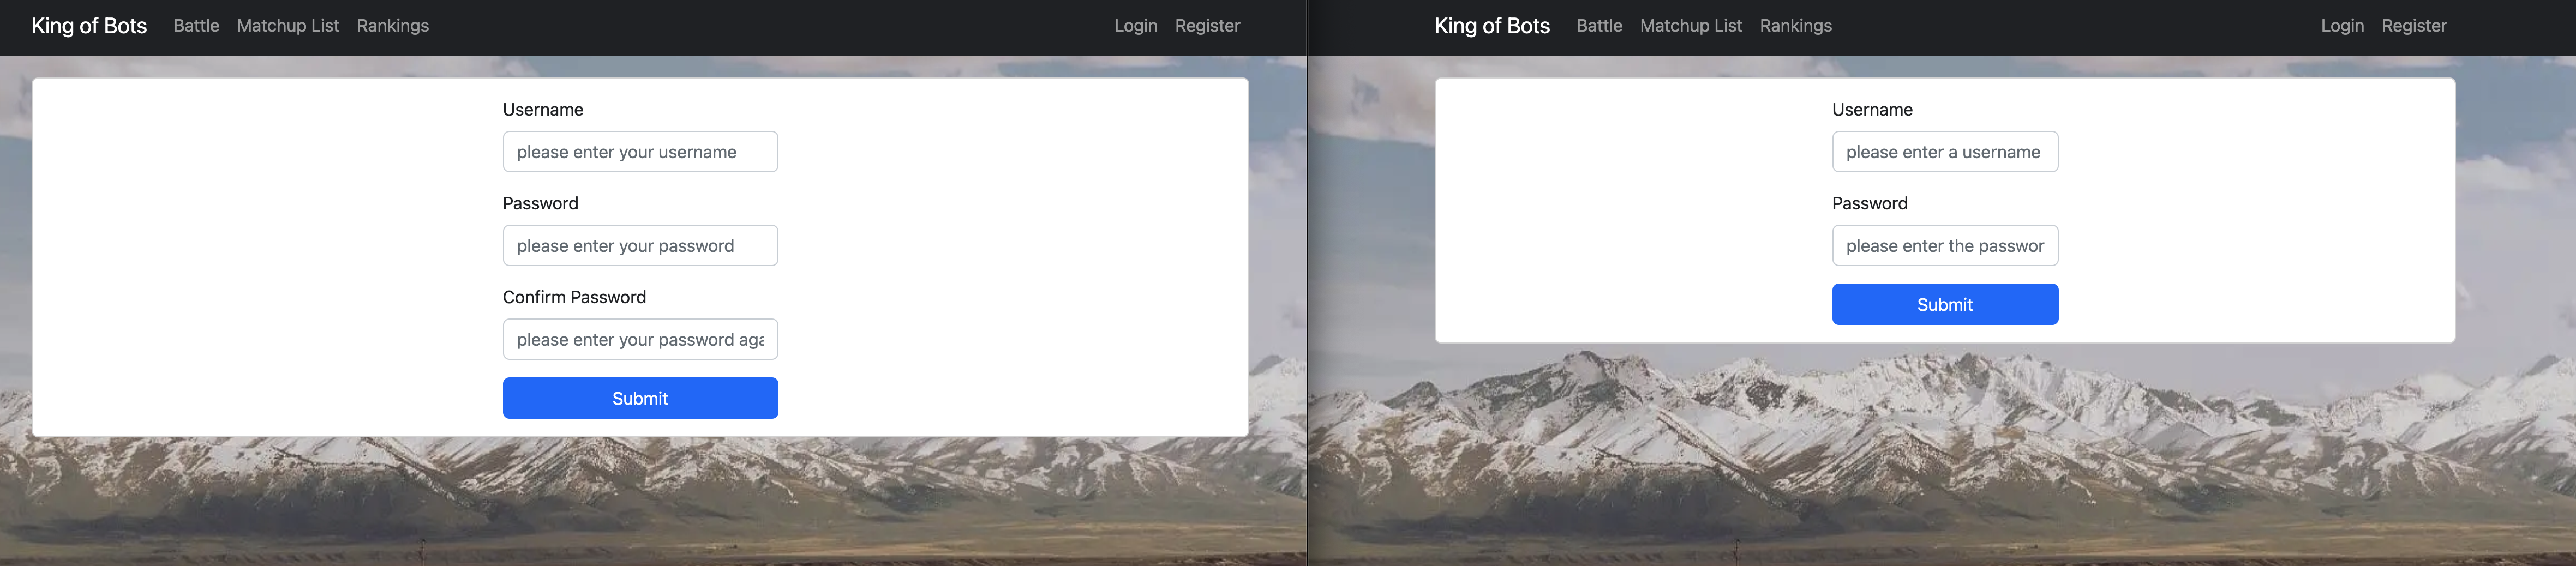 King of Bots Battle Matchup List Rankings Login Register
Username
please enter your username
Password
please enter your password
Confirm Password
please enter your password aga
Submit
King of Bots Battle Matchup List Rankings Login Register
Username
please enter a username
Password
please enter the passwor
Submit